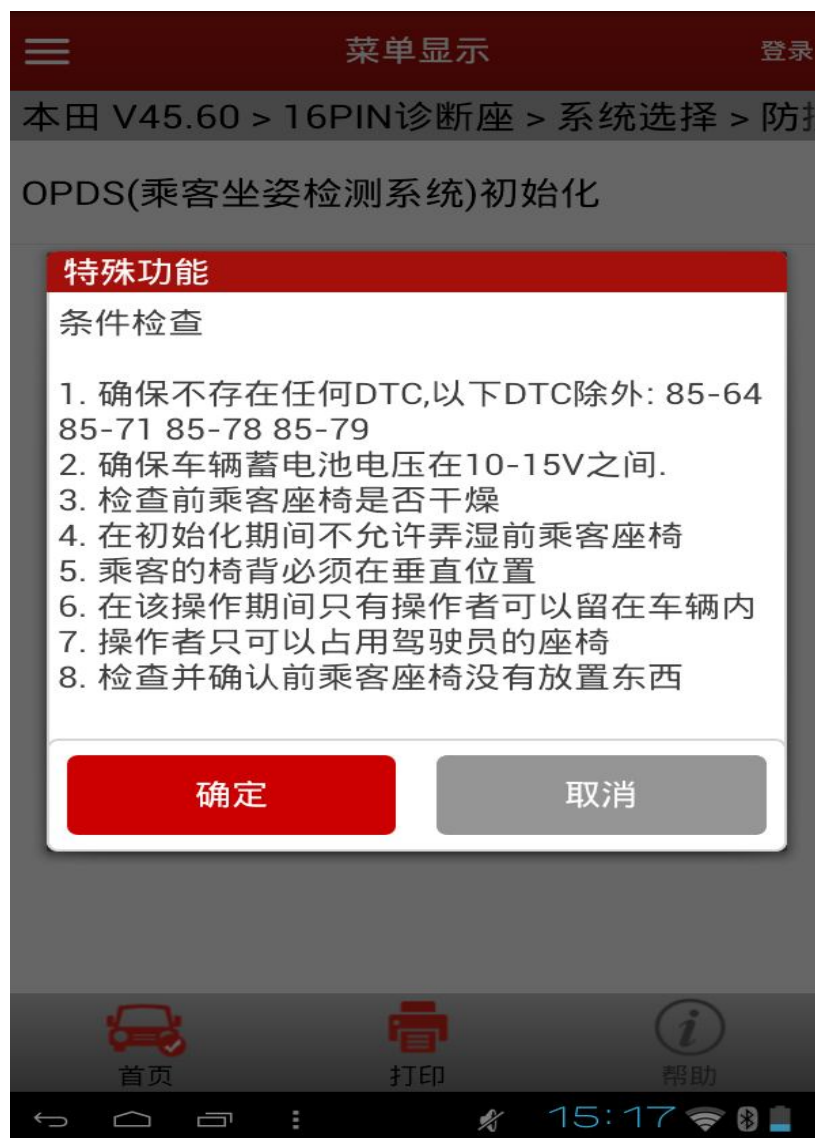 菜单显示
登录
本田 V45.60 > 16PIN诊断座 > 系统选择 > 防
OPDS(乘客坐姿检测系统)初始化
特殊功能
条件检查
1. 确保不存在任何DTC,以下DTC除外: 85-64
85-71 85-78 85-79
2. 确保车辆蓄电池电压在10-15V之间.
3. 检查前乘客座椅是否干燥
4. 在初始化期间不允许弄湿前乘客座椅
5. 乘客的椅背必须在垂直位置
6. 在该操作期间只有操作者可以留在车辆内
7. 操作者只可以占用驾驶员的座椅
8. 检查并确认前乘客座椅没有放置东西
确定
取消
首页
打印
帮助
15:17